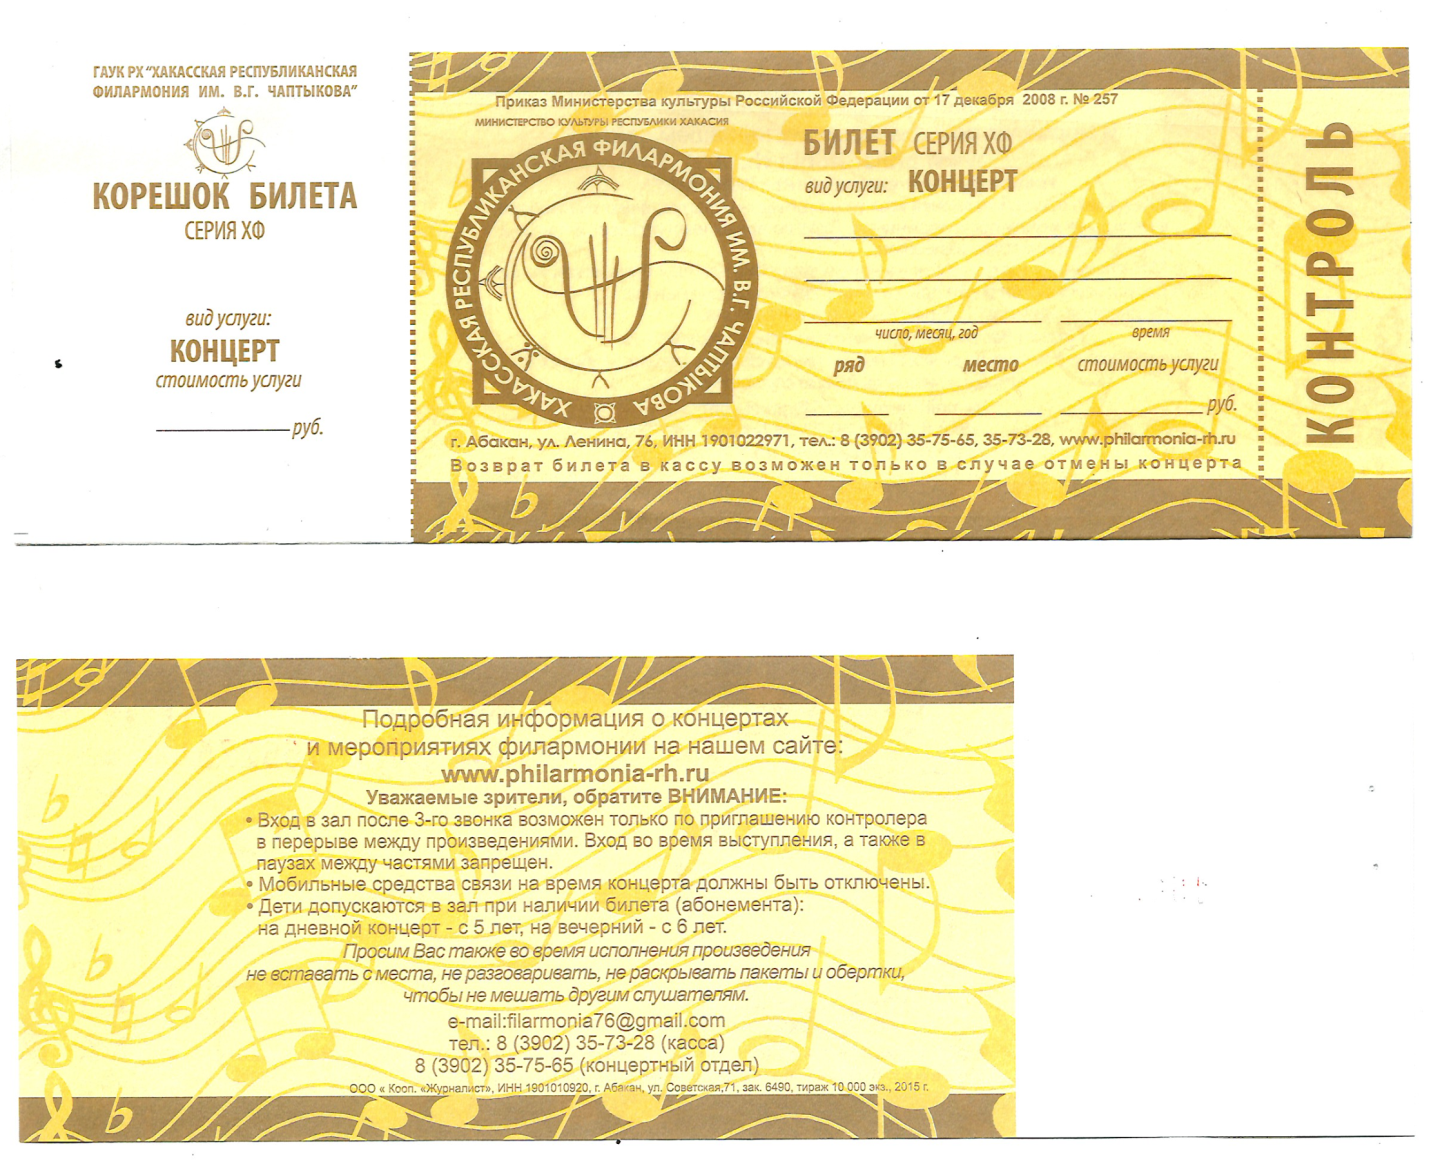 ГАУК РХ "ХАКАССКАЯ РЕСПУБЛИКАНСКАЯ
ФИЛАРМОНИЯ ИМ. В.Г. ЧАПТЫКОВА"
КОРЕШОК БИЛЕТА
СЕРИЯ ХФ
вид услуги:
КОНЦЕРТ
стоимость услуги
руб.
Приказ Министерства культуры Российской Федерации от 17 декабря 2008 г. № 257
МИНИСТЕРСТВО КУЛЬТУРЫ РЕСПУБЛИКИ ХАКАСИЯ
ХАКАССКАЯ РЕСПУБЛИКАНСКАЯ ФИЛАРМОНИЯ ИМ. В.Г. ЧАПТЫКОВА
БИЛЕТ СЕРИЯ ХФ
вид услуги: КОНЦЕРТ
число, месяц, год время
ряд место стоимость услуги
руб.
г. Абакан, ул. Ленина, 76, ИНН 1901022971, тел.: 8 (3902) 35-75-65, 35-73-28, www.philarmonia-rh.ru
Возврат билета в кассу возможен только в случае отмены концерта
КОНТРОЛЬ
Подробная информация о концертах
и мероприятиях филармонии на нашем сайте:
www.philarmonia-rh.ru
Уважаемые зрители, обратите ВНИМАНИЕ:
• Вход в зал после 3-го звонка возможен только по приглашению контролера
в перерыве между произведениями. Вход во время выступления, а также в
паузах между частями запрещен.
• Мобильные средства связи на время концерта должны быть отключены.
• Дети допускаются в зал при наличии билета (абонемента):
на дневной концерт - с 5 лет, на вечерний - с 6 лет.
Просим Вас также во время исполнения произведения
не вставать с места, не разговаривать, не раскрывать пакеты и обертки,
чтобы не мешать другим слушателям.
e-mail:filarmonia76@gmail.com
тел.: 8 (3902) 35-73-28 (касса)
8 (3902) 35-75-65 (концертный отдел)
ООО « Кооп. «Журналист», ИНН 1901010920, г. Абакан, ул. Советская,71, зак. 6490, тираж 10 000 экз., 2015 г.